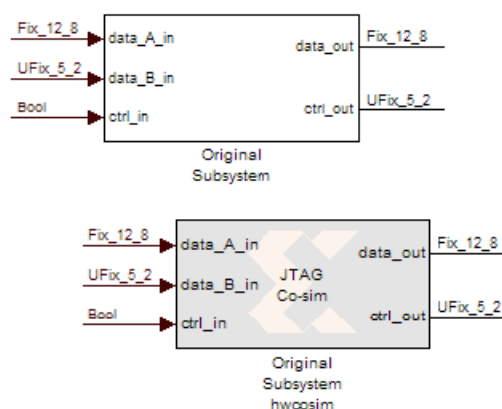 Fix_12_8
data_A_in
data_out
Fix_12_8
UFix_5_2
data_B_in
Bool
ctrl_in
ctrl_out
UFix_5_2
Original
Subsystem
Fix_12_8
data_A_in
data_out
Fix_12_8
UFix_5_2
data_B_in
JTAG
Co-sim
Bool
ctrl_in
ctrl_out
UFix_5_2
Original
Subsystem
hwcosim